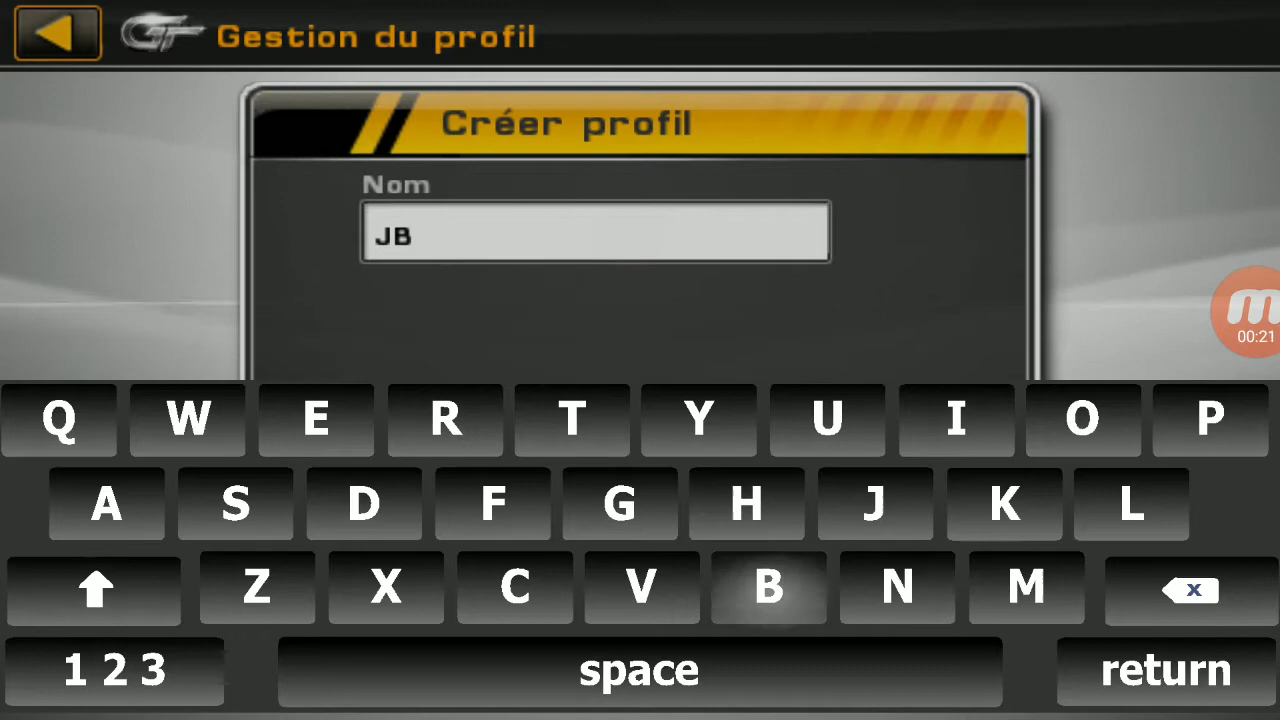 GT Gestion du profil
Créer profil
Nom
JB
00:21
Q W E R T Y U I O P
A S D F G H J K L
Z X C V B N M x
1 2 3 space return